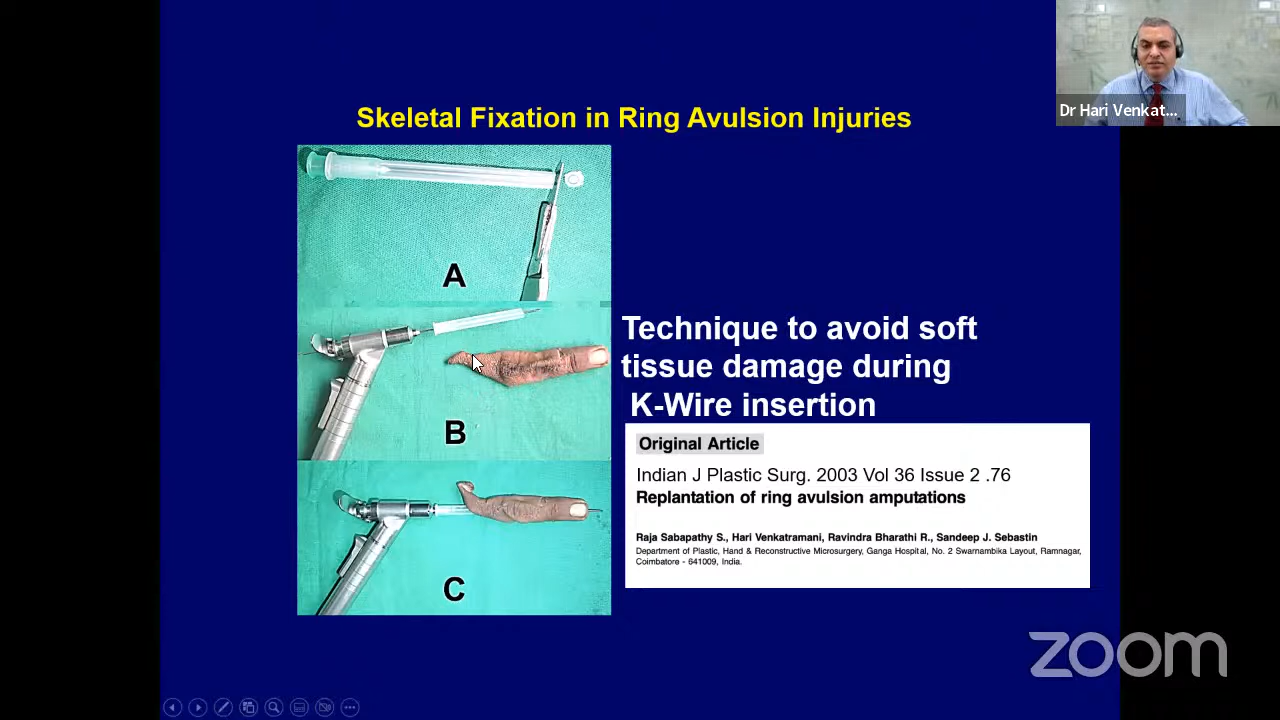 Skeletal Fixation in Ring Avulsion Injuries
Dr Hari Venkat...
A
B
C
Technique to avoid soft
tissue damage during
K-Wire insertion
Original Article
Indian J Plastic Surg. 2003 Vol 36 Issue 2 .76
Replantation of ring avulsion amputations
Raja Sabapathy S., Hari Venkatramani, Ravindra Bharathi R., Sandeep J. Sebastin
Department of Plastic, Hand & Reconstructive Microsurgery, Ganga Hospital, No. 2 Swarnambika Layout, Ramnagar,
Coimbatore - 641009, India.
zoom